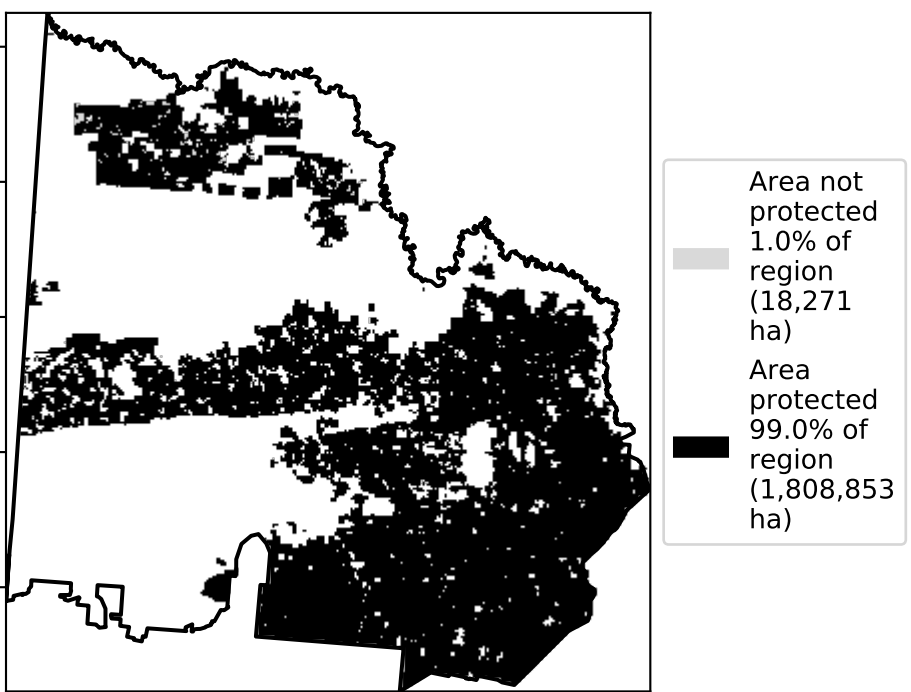 Area not
protected
1.0% of
region
(18,271
ha)
Area
protected
99.0% of
region
(1,808,853
ha)